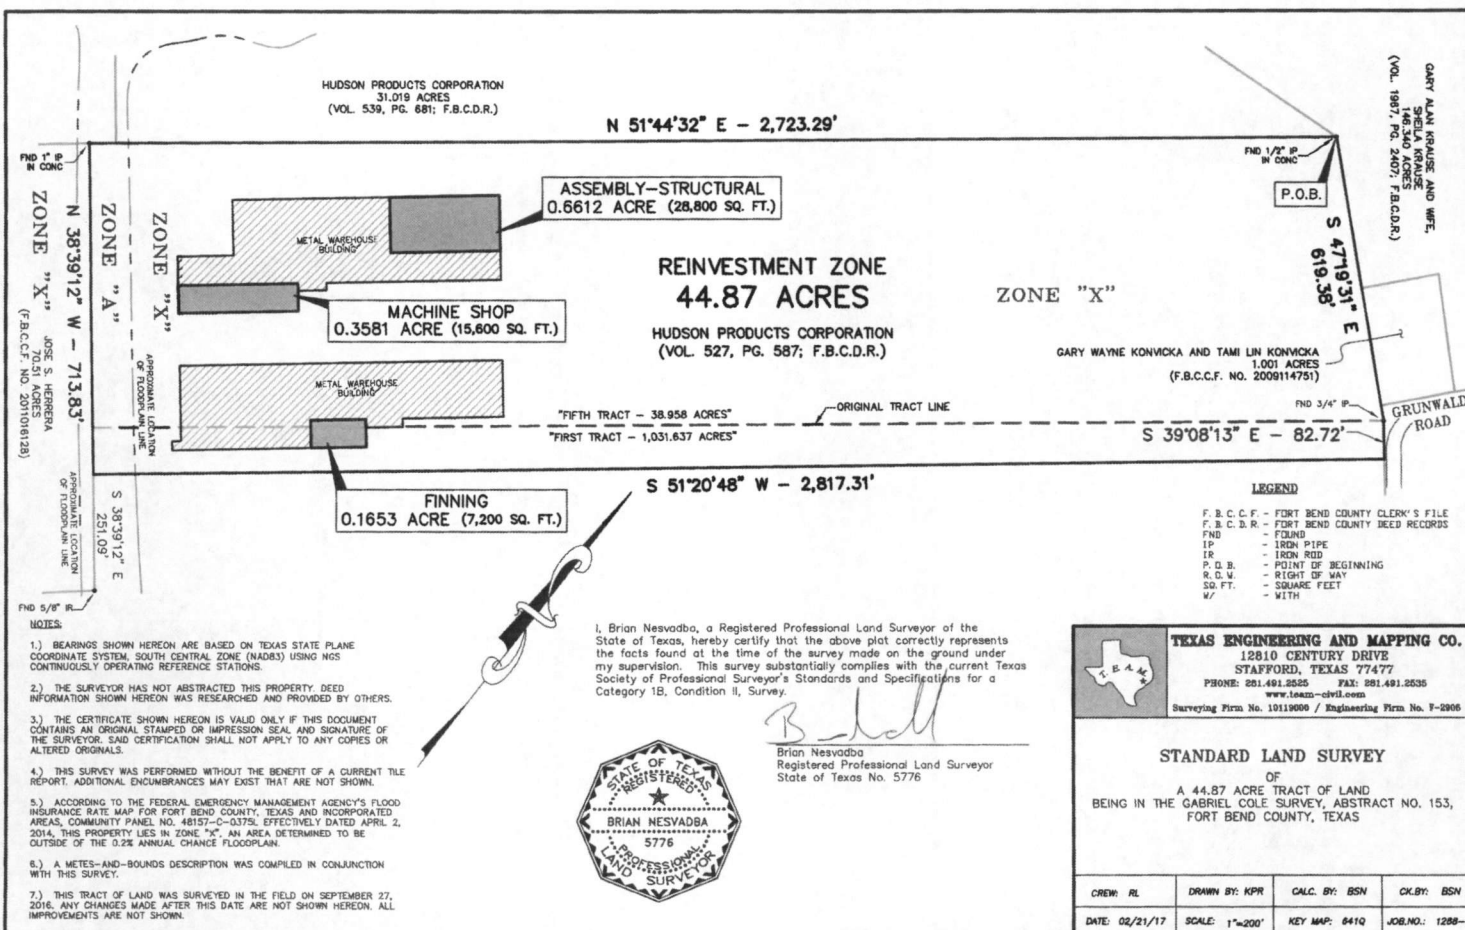 HUDSON PRODUCTS CORPORATION
31.019 ACRES
(VOL. 539, PG. 681; F.B.C.D.R.)
N 51°44'32" E - 2,723.29'
FND 1" IP
IN CONC
FND 1/2" IP
IN CONC
P.O.B.
GARY ALAN KRAUSE AND WIFE,
SHEILA KRAUSE
146.340 ACRES
(VOL. 1987, PG. 2407; F.B.C.D.R.)
S 47°19'31" E
619.38'
ZONE "X"
N 38°39'12" W - 713.83'
ZONE "A"
ZONE "X"
JOSE S. HERRERA
70.51 ACRES
(F.B.C.C.F. NO. 2011016128)
APPROXIMATE LOCATION
OF FLOODPLAIN LINE
ASSEMBLY-STRUCTURAL
0.6612 ACRE (28,800 SQ. FT.)
METAL WAREHOUSE
BUILDING
MACHINE SHOP
0.3581 ACRE (15,600 SQ. FT.)
REINVESTMENT ZONE
44.87 ACRES
HUDSON PRODUCTS CORPORATION
(VOL. 527, PG. 587; F.B.C.D.R.)
ZONE "X"
GARY WAYNE KONVICKA AND TAMI LIN KONVICKA
1.001 ACRES
(F.B.C.C.F. NO. 2009114751)
METAL WAREHOUSE
BUILDING
"FIFTH TRACT - 38.958 ACRES"
ORIGINAL TRACT LINE
"FIRST TRACT - 1,031.637 ACRES"
FND 3/4" IP
GRUNWALD
ROAD
S 39°08'13" E - 82.72'
S 51°20'48" W - 2,817.31'
FINNING
0.1653 ACRE (7,200 SQ. FT.)
APPROXIMATE LOCATION
OF FLOODPLAIN LINE
S 38°39'12" E
251.09'
FND 5/8" IR
LEGEND
F. B. C. C. F. - FORT BEND COUNTY CLERK'S FILE
F. B. C. D. R. - FORT BEND COUNTY DEED RECORDS
FND - FOUND
IP - IRON PIPE
IR - IRON ROD
P. O. B. - POINT OF BEGINNING
R. O. W. - RIGHT OF WAY
SQ. FT. - SQUARE FEET
W/ - WITH
NOTES:
1.) BEARINGS SHOWN HEREON ARE BASED ON TEXAS STATE PLANE
COORDINATE SYSTEM, SOUTH CENTRAL ZONE (NAD83) USING NGS
CONTINUOUSLY OPERATING REFERENCE STATIONS.
2.) THE SURVEYOR HAS NOT ABSTRACTED THIS PROPERTY. DEED
INFORMATION SHOWN HEREON WAS RESEARCHED AND PROVIDED BY OTHERS.
3.) THE CERTIFICATE SHOWN HEREON IS VALID ONLY IF THIS DOCUMENT
CONTAINS AN ORIGINAL STAMPED OR IMPRESSION SEAL AND SIGNATURE OF
THE SURVEYOR. SAID CERTIFICATION SHALL NOT APPLY TO ANY COPIES OR
ALTERED ORIGINALS.
4.) THIS SURVEY WAS PERFORMED WITHOUT THE BENEFIT OF A CURRENT TILE
REPORT. ADDITIONAL ENCUMBRANCES MAY EXIST THAT ARE NOT SHOWN.
5.) ACCORDING TO THE FEDERAL EMERGENCY MANAGEMENT AGENCY'S FLOOD
INSURANCE RATE MAP FOR FORT BEND COUNTY, TEXAS AND INCORPORATED
AREAS, COMMUNITY PANEL NO. 48157-C-0375L EFFECTIVELY DATED APRIL 2,
2014, THIS PROPERTY LIES IN ZONE "X". AN AREA DETERMINED TO BE
OUTSIDE OF THE 0.2% ANNUAL CHANCE FLOODPLAIN.
6.) A METES-AND-BOUNDS DESCRIPTION WAS COMPILED IN CONJUNCTION
WITH THIS SURVEY.
7.) THIS TRACT OF LAND WAS SURVEYED IN THE FIELD ON SEPTEMBER 27,
2016. ANY CHANGES MADE AFTER THIS DATE ARE NOT SHOWN HEREON. ALL
IMPROVEMENTS ARE NOT SHOWN.
I, Brian Nesvadba, a Registered Professional Land Surveyor of the
State of Texas, hereby certify that the above plat correctly represents
the facts found at the time of the survey made on the ground under
my supervision. This survey substantially complies with the current Texas
Society of Professional Surveyor's Standards and Specifications for a
Category 1B, Condition II, Survey.
Brian Nesvadba
Registered Professional Land Surveyor
State of Texas No. 5776
STATE OF TEXAS
REGISTERED
BRIAN NESVADBA
5776
PROFESSIONAL
LAND SURVEYOR
T.E.A.M.
TEXAS ENGINEERING AND MAPPING CO.
12810 CENTURY DRIVE
STAFFORD, TEXAS 77477
PHONE: 281.491.2525 FAX: 281.491.2535
www.team-civil.com
Surveying Firm No. 10119000 / Engineering Firm No. F-2906
STANDARD LAND SURVEY
OF
A 44.87 ACRE TRACT OF LAND
BEING IN THE GABRIEL COLE SURVEY, ABSTRACT NO. 153,
FORT BEND COUNTY, TEXAS
CREW: RL DRAWN BY: KPR CALC. BY: BSN CK.BY: BSN
DATE: 02/21/17 SCALE: 1"=200' KEY MAP: 641Q JOB.NO.: 1288-